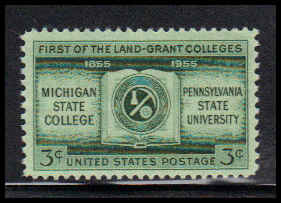 FIRST OF THE LAND-GRANT COLLEGES
1855 1955
MICHIGAN
STATE
COLLEGE
PENNSYLVANIA
STATE
UNIVERSITY
3¢ UNITED STATES POSTAGE 3¢